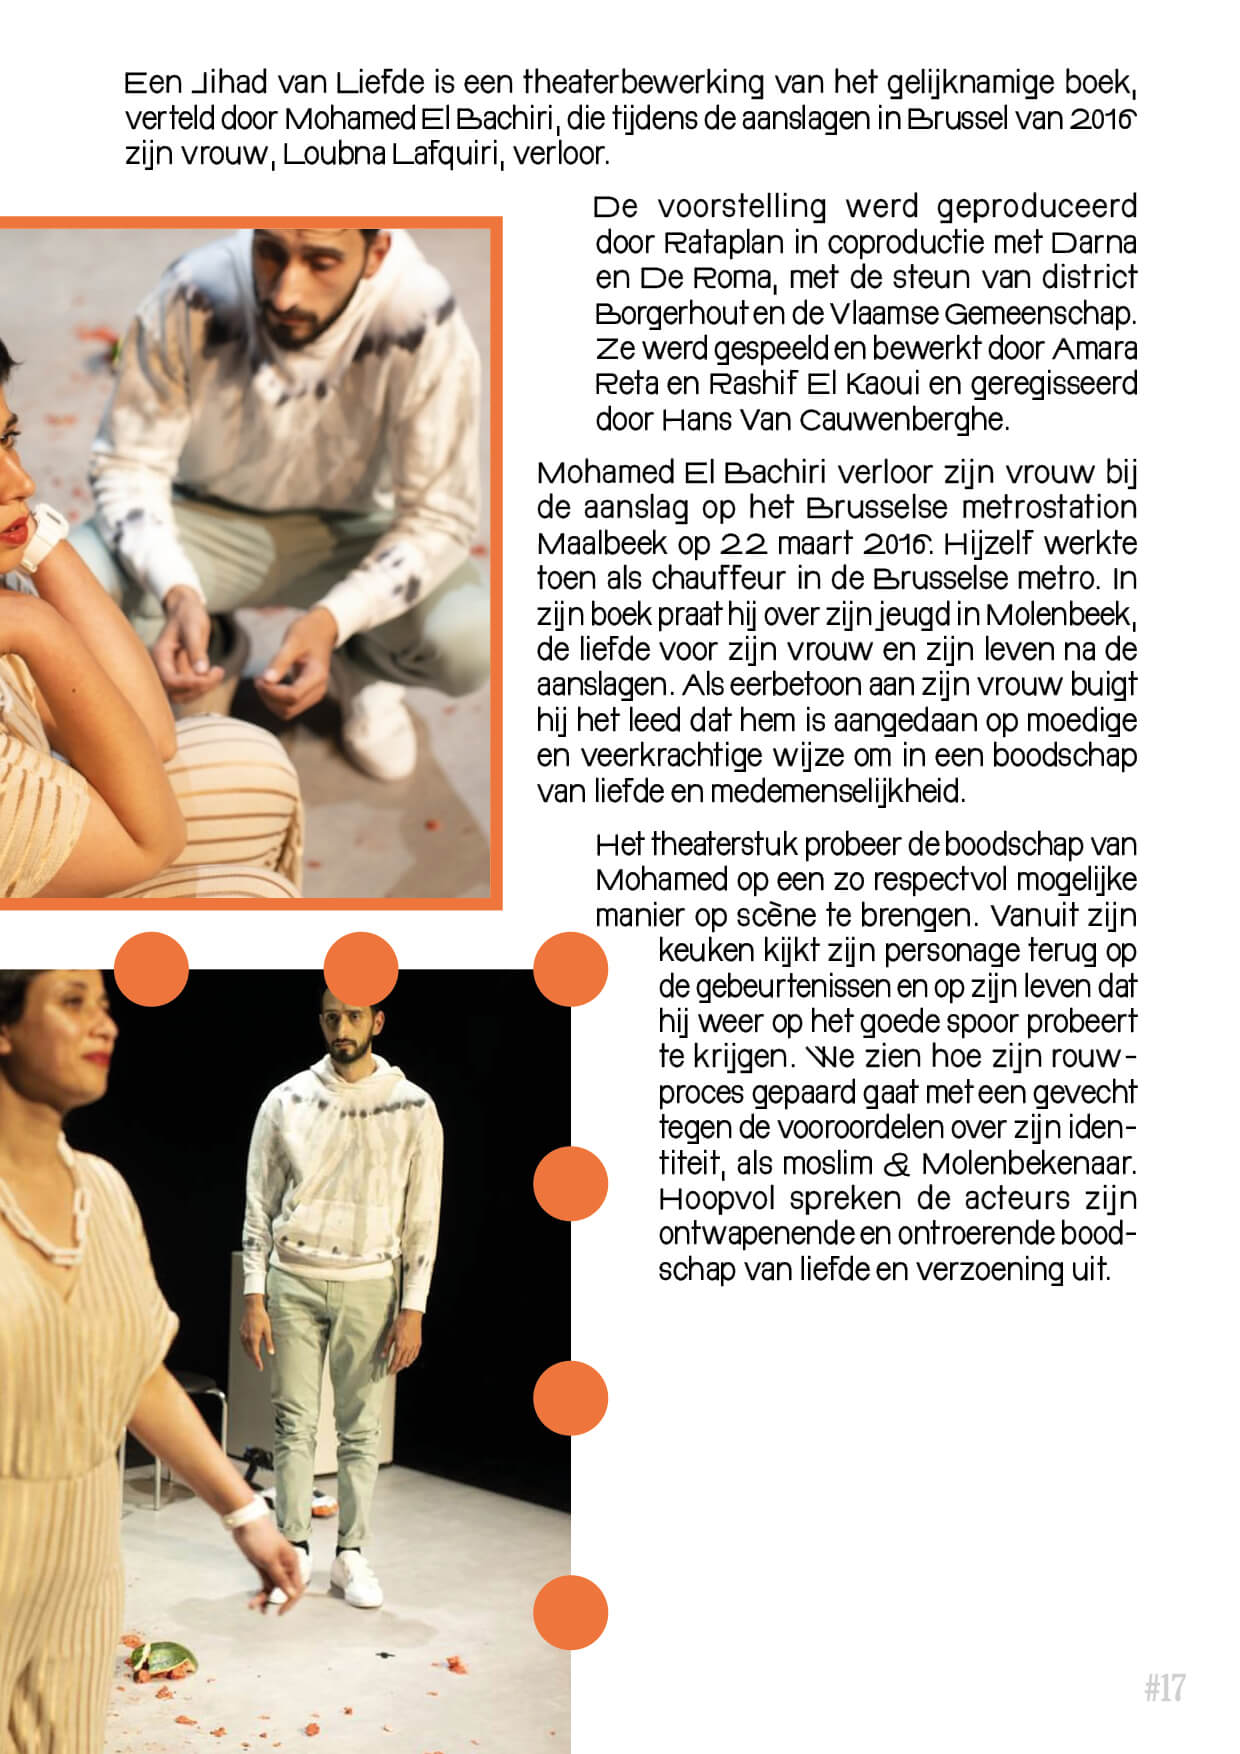 Een Jihad van Liefde is een theaterbewerking van het gelijknamige boek,
verteld door Mohamed El Bachiri, die tijdens de aanslagen in Brussel van 2016
zijn vrouw, Loubna Lafquiri, verloor.
De voorstelling werd geproduceerd
door Rataplan in coproductie met Darna
en De Roma, met de steun van district
Borgerhout en de Vlaamse Gemeenschap.
Ze werd gespeeld en bewerkt door Amara
Reta en Rashif El Kaoui en geregisseerd
door Hans Van Cauwenberghe.
Mohamed El Bachiri verloor zijn vrouw bij
de aanslag op het Brusselse metrostation
Maalbeek op 22 maart 2016. Hijzelf werkte
toen als chauffeur in de Brusselse metro. In
zijn boek praat hij over zijn jeugd in Molenbeek,
de liefde voor zijn vrouw en zijn leven na de
aanslagen. Als eerbetoon aan zijn vrouw buigt
hij het leed dat hem is aangedaan op moedige
en veerkrachtige wijze om in een boodschap
van liefde en medemenselijkheid.
Het theaterstuk probeer de boodschap van
Mohamed op een zo respectvol mogelijke
manier op scène te brengen. Vanuit zijn
keuken kijkt zijn personage terug op
de gebeurtenissen en op zijn leven dat
hij weer op het goede spoor probeert
te krijgen. We zien hoe zijn rouw-
proces gepaard gaat met een gevecht
tegen de vooroordelen over zijn iden-
titeit, als moslim & Molenbekenaar.
Hoopvol spreken de acteurs zijn
ontwapenende en ontroerende bood-
schap van liefde en verzoening uit.
#17